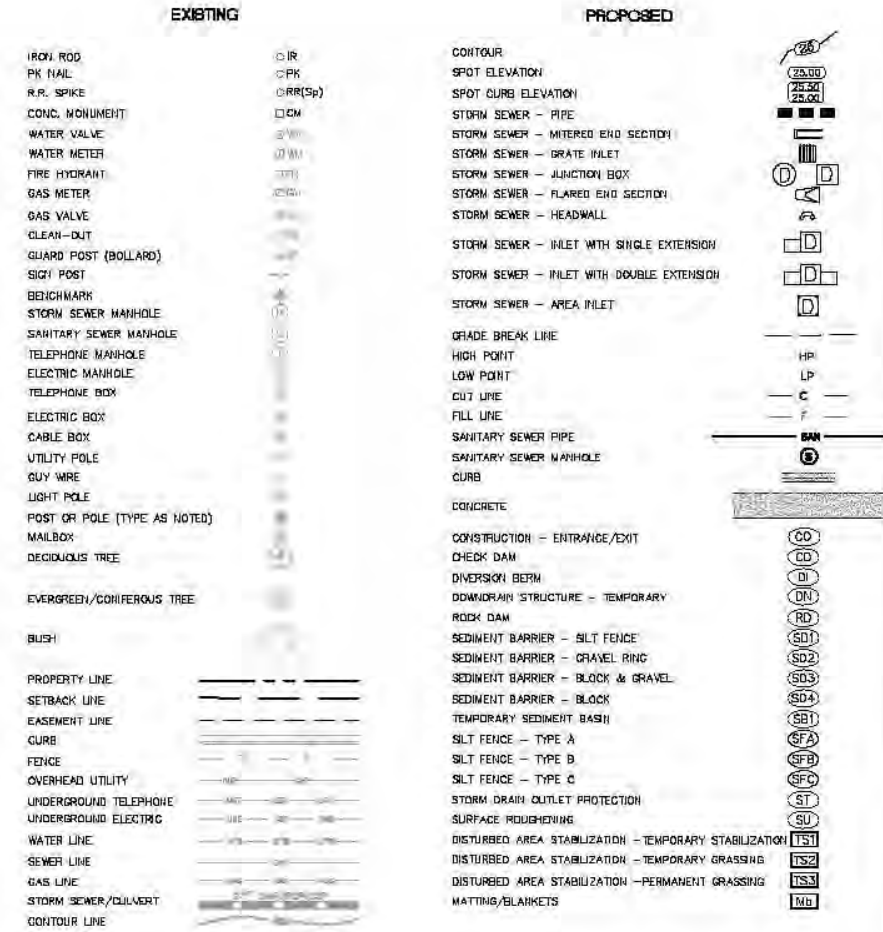 EXISTING
IRON ROD IR
PK NAIL PK
R.R. SPIKE RR(Sp)
CONC. MONUMENT CM
WATER VALVE
WATER METER
FIRE HYDRANT
GAS METER
GAS VALVE
CLEAN-OUT
GUARD POST (BOLLARD)
SIGN POST
BENCHMARK
STORM SEWER MANHOLE
SANITARY SEWER MANHOLE
TELEPHONE MANHOLE
ELECTRIC MANHOLE
TELEPHONE BOX
ELECTRIC BOX
CABLE BOX
UTILITY POLE
GUY WIRE
LIGHT POLE
POST OR POLE (TYPE AS NOTED)
MAILBOX
DECIDUOUS TREE
EVERGREEN/CONIFEROUS TREE
BUSH
PROPERTY LINE
SETBACK LINE
EASEMENT LINE
CURB
FENCE
OVERHEAD UTILITY
UNDERGROUND TELEPHONE
UNDERGROUND ELECTRIC
WATER LINE
SEWER LINE
GAS LINE
STORM SEWER/CULVERT
CONTOUR LINE
PROPOSED
CONTOUR 25
SPOT ELEVATION 25.00
SPOT CURB ELEVATION 25.50
25.00
STORM SEWER - PIPE
STORM SEWER - MITERED END SECTION
STORM SEWER - GRATE INLET
STORM SEWER - JUNCTION BOX D D
STORM SEWER - FLARED END SECTION
STORM SEWER - HEADWALL
STORM SEWER - INLET WITH SINGLE EXTENSION D
STORM SEWER - INLET WITH DOUBLE EXTENSION D
STORM SEWER - AREA INLET D
GRADE BREAK LINE
HIGH POINT HP
LOW POINT LP
CUT LINE C
FILL LINE F
SANITARY SEWER PIPE SAN
SANITARY SEWER MANHOLE S
CURB
CONCRETE
CONSTRUCTION - ENTRANCE/EXIT CO
CHECK DAM CD
DIVERSION BERM DI
DOWNDRAIN STRUCTURE - TEMPORARY DN
ROCK DAM RD
SEDIMENT BARRIER - SILT FENCE SD1
SEDIMENT BARRIER - GRAVEL RING SD2
SEDIMENT BARRIER - BLOCK & GRAVEL SD3
SEDIMENT BARRIER - BLOCK SD4
TEMPORARY SEDIMENT BASIN SB1
SILT FENCE - TYPE A SFA
SILT FENCE - TYPE B SFB
SILT FENCE - TYPE C SFC
STORM DRAIN OUTLET PROTECTION ST
SURFACE ROUGHENING SU
DISTURBED AREA STABILIZATION -TEMPORARY STABILIZATION TS1
DISTURBED AREA STABILIZATION -TEMPORARY GRASSING TS2
DISTURBED AREA STABILIZATION -PERMANENT GRASSING TS3
MATTING/BLANKETS Mb